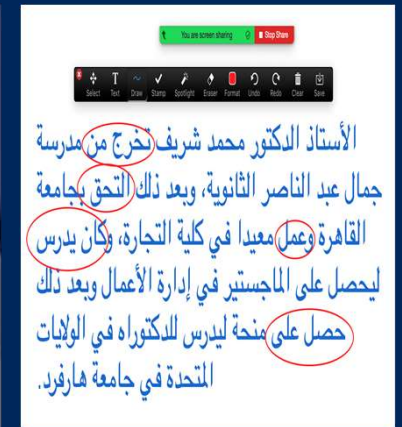 You are screen sharing Stop Share
Select Text Draw Stamp Spotlight Eraser Format Undo Redo Clear Save
الأستاذ الدكتور محمد شريف تخرج من مدرسة
جمال عبد الناصر الثانوية، وبعد ذلك التحق بجامعة
القاهرة وعمل معيدا في كلية التجارة، وكان يدرس
ليحصل على الماجستير في إدارة الأعمال وبعد ذلك
حصل على منحة ليدرس للدكتوراه في الولايات
المتحدة في جامعة هارفرد.